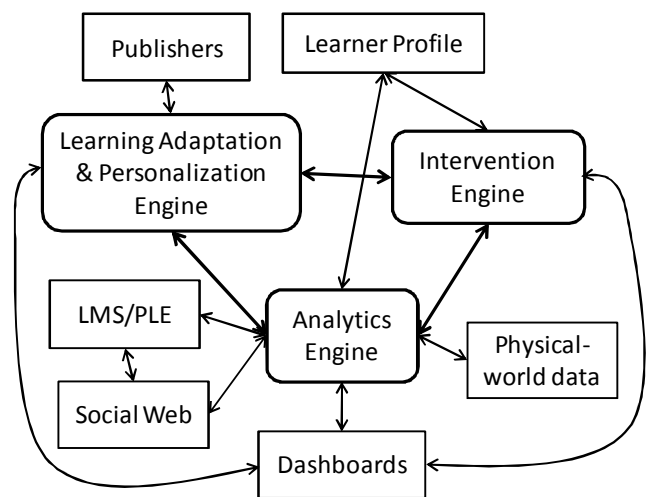 Publishers
Learner Profile
Learning Adaptation
& Personalization
Engine
Intervention
Engine
LMS/PLE
Analytics
Engine
Physical-
world data
Social Web
Dashboards